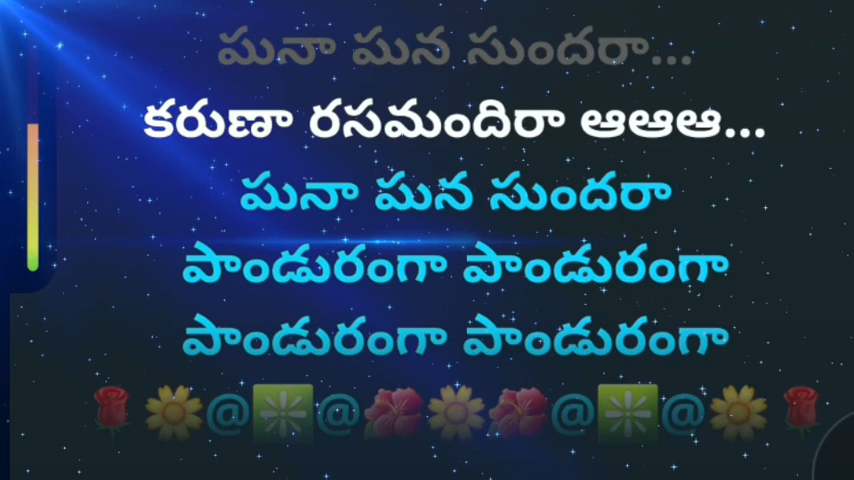 ఘనా ఘన సుందరా...
కరుణా రసమందిరా ఆఆఆ...
ఘనా ఘన సుందరా
పాండురంగా పాండురంగా
పాండురంగా పాండురంగా
🌹🌼@❇️@🌺🌼🌺@❇️@🌼🌹